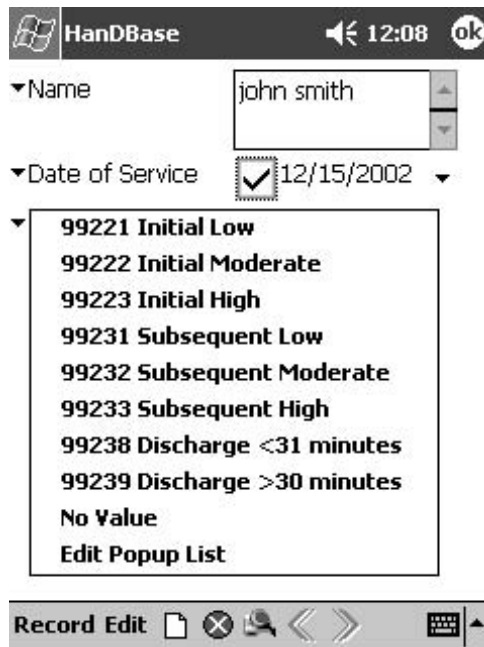 HanDBase 12:08 ok
Name john smith
Date of Service 12/15/2002
99221 Initial Low
99222 Initial Moderate
99223 Initial High
99231 Subsequent Low
99232 Subsequent Moderate
99233 Subsequent High
99238 Discharge <31 minutes
99239 Discharge >30 minutes
No Value
Edit Popup List
Record Edit